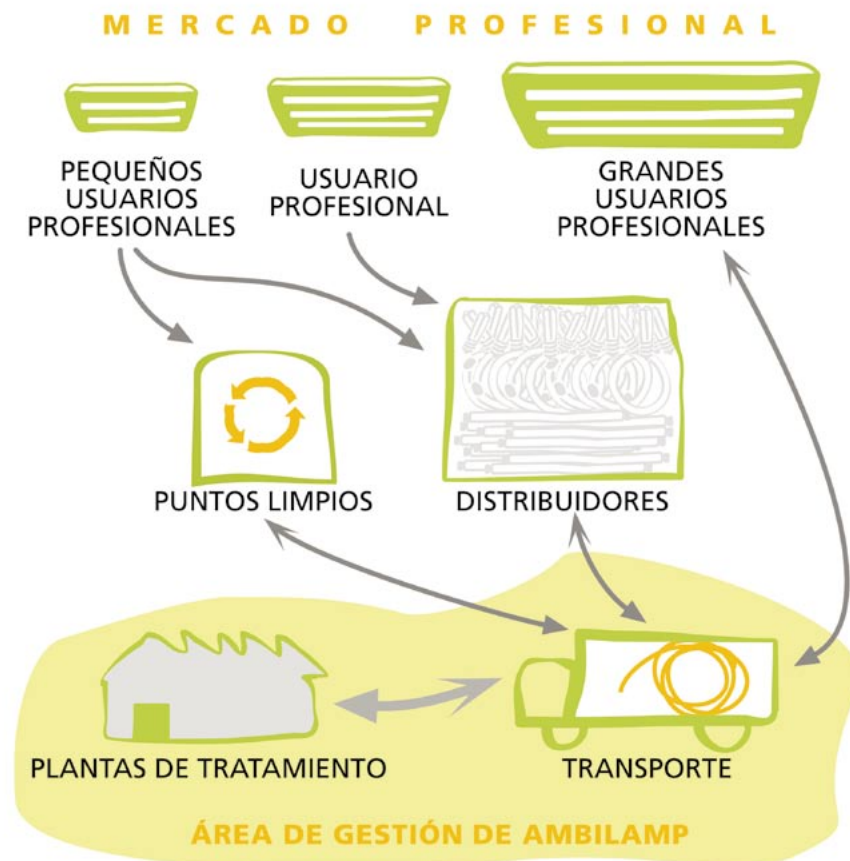 MERCADO PROFESIONAL
PEQUEÑOS
USUARIOS
PROFESIONALES
USUARIO
PROFESIONAL
GRANDES
USUARIOS
PROFESIONALES
PUNTOS LIMPIOS
DISTRIBUIDORES
PLANTAS DE TRATAMIENTO
TRANSPORTE
ÁREA DE GESTIÓN DE AMBILAMP